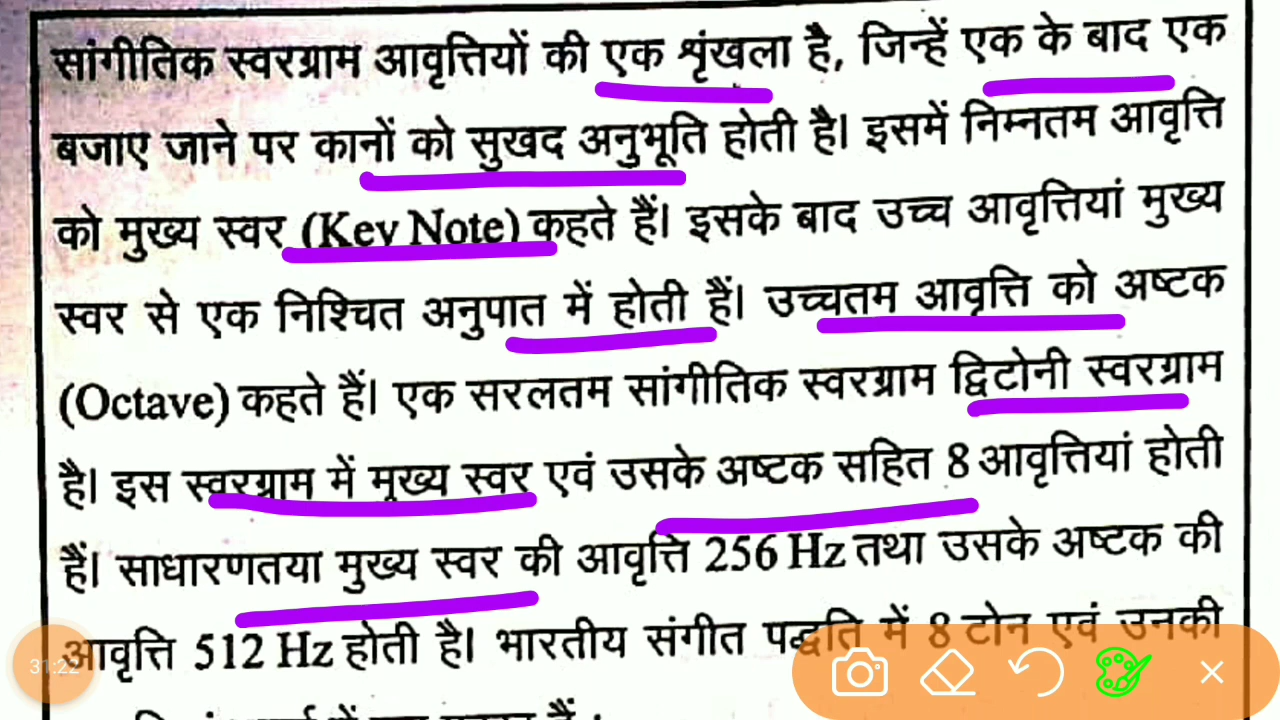 सांगीतिक स्वरग्राम आवृत्तियों की एक शृंखला है, जिन्हें एक के बाद एक
बजाए जाने पर कानों को सुखद अनुभूति होती है। इसमें निम्नतम आवृत्ति
को मुख्य स्वर (Key Note) कहते हैं। इसके बाद उच्च आवृत्तियां मुख्य
स्वर से एक निश्चित अनुपात में होती हैं। उच्चतम आवृत्ति को अष्टक
(Octave) कहते हैं। एक सरलतम सांगीतिक स्वरग्राम द्विटोनी स्वरग्राम
है। इस स्वरग्राम में मुख्य स्वर एवं उसके अष्टक सहित 8 आवृत्तियां होती
हैं। साधारणतया मुख्य स्वर की आवृत्ति 256 Hz तथा उसके अष्टक की
आवृत्ति 512 Hz होती है। भारतीय संगीत पद्धति में 8 टोन एवं उनकी
31:22